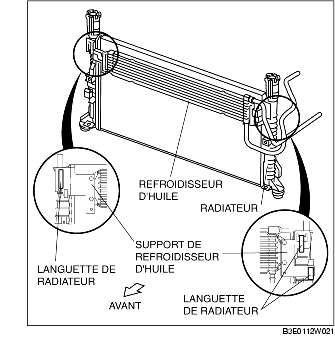 REFROIDISSEUR
D'HUILE
RADIATEUR
SUPPORT DE
REFROIDISSEUR
D'HUILE
LANGUETTE DE
RADIATEUR
AVANT
LANGUETTE
DE RADIATEUR
B3E0112W021